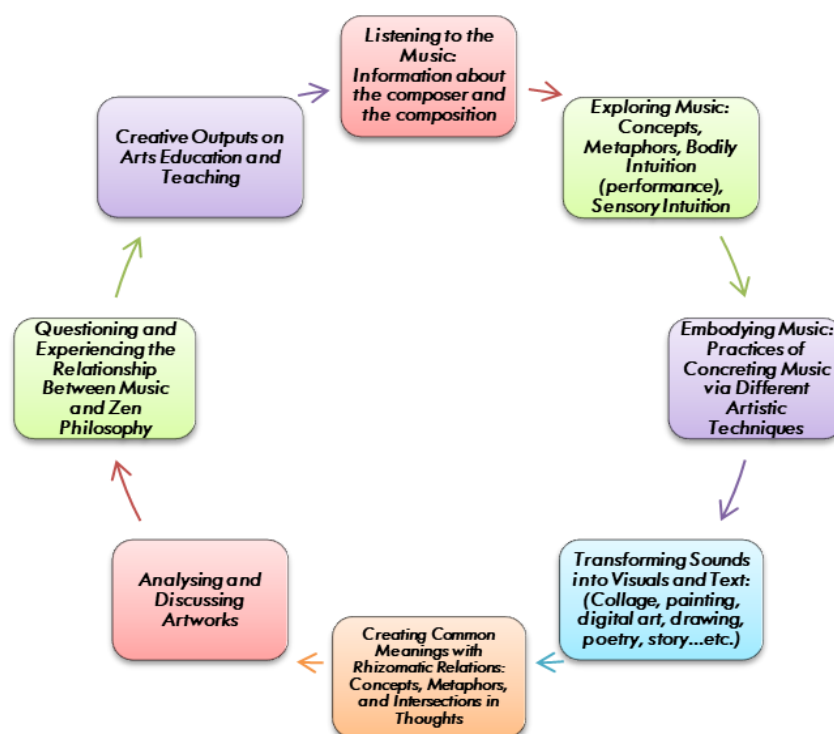 Listening to the
Music:
Information about
the composer and
the composition
Exploring Music:
Concepts,
Metaphors, Bodily
Intuition
(performance),
Sensory Intuition
Embodying Music:
Practices of
Concreting Music
via Different
Artistic
Techniques
Transforming Sounds
into Visuals and Text:
(Collage, painting,
digital art, drawing,
poetry, story...etc.)
Creating Common
Meanings with
Rhizomatic Relations:
Concepts, Metaphors,
and Intersections in
Thoughts
Analysing and
Discussing
Artworks
Questioning and
Experiencing the
Relationship
Between Music
and Zen
Philosophy
Creative Outputs on
Arts Education and
Teaching